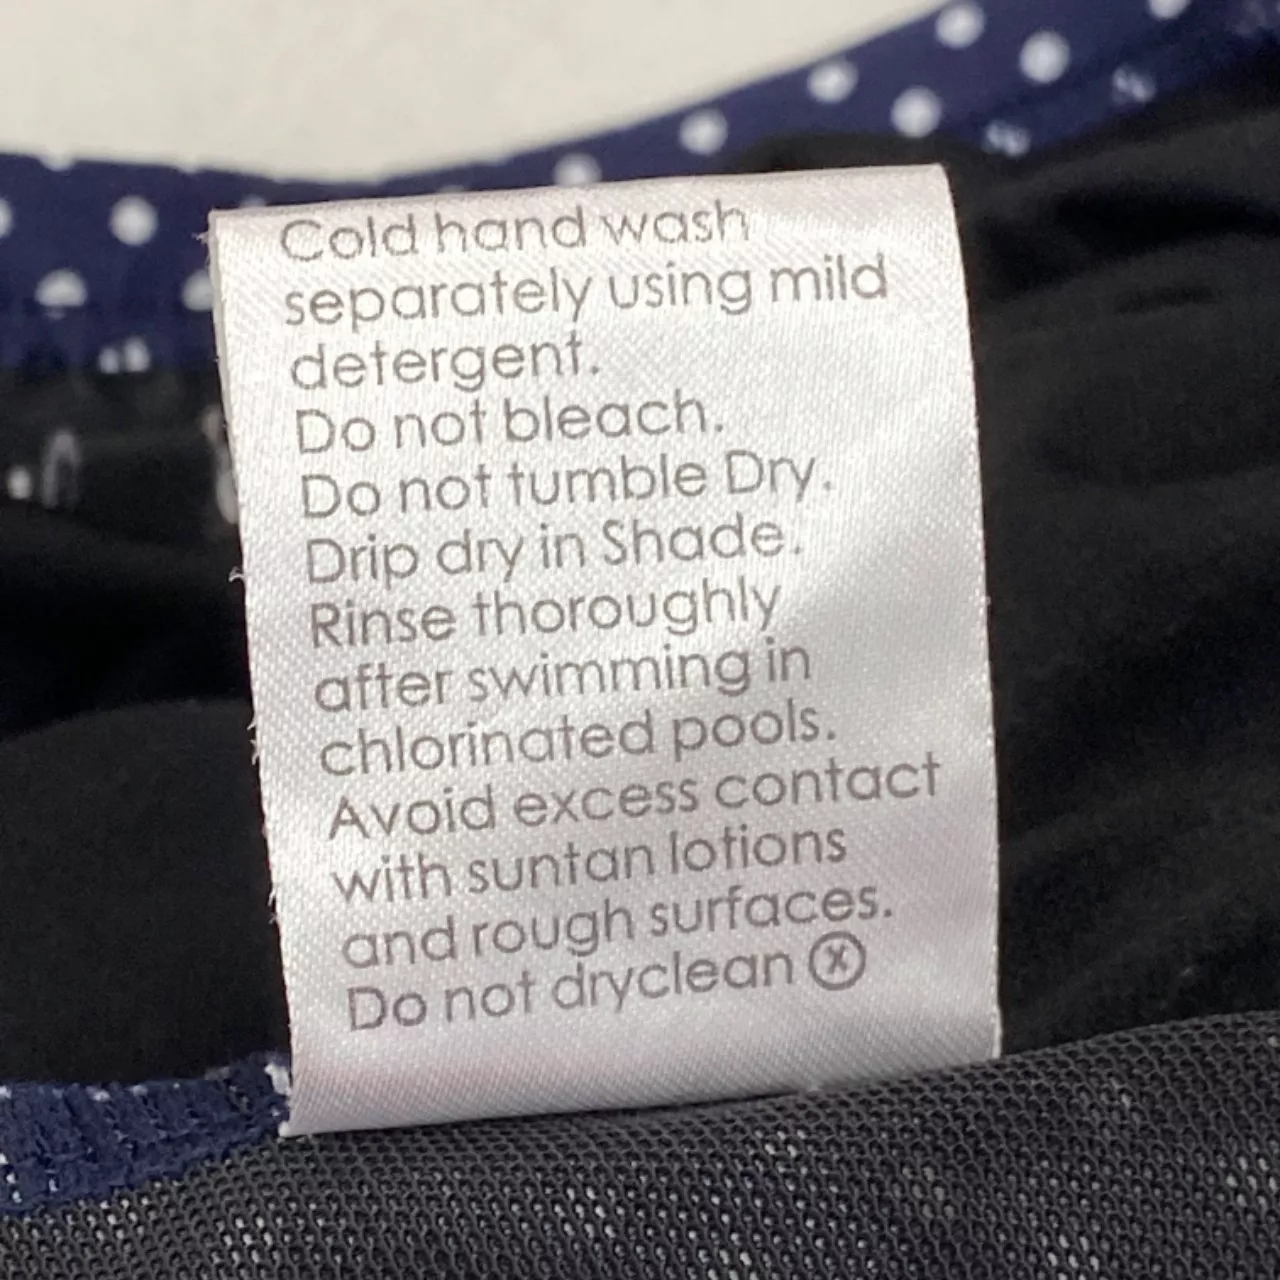 Cold hand wash
separately using mild
detergent.
Do not bleach.
Do not tumble Dry.
Drip dry in Shade.
Rinse thoroughly
after swimming in
chlorinated pools.
Avoid excess contact
with suntan lotions
and rough surfaces.
Do not dryclean Ⓧ